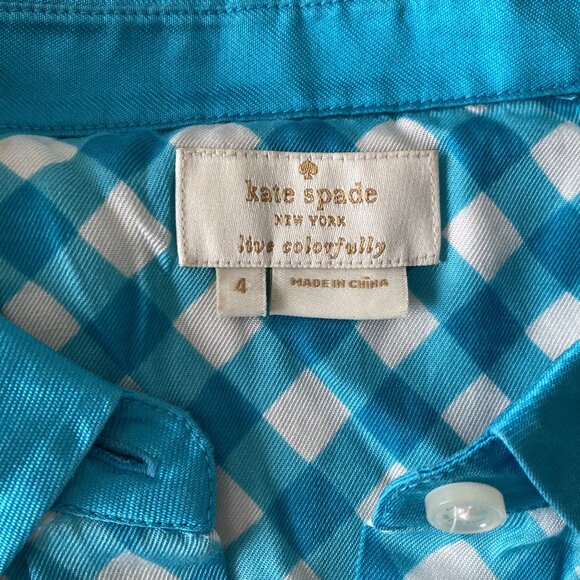 kate spade
NEW YORK
live colorfully
4
MADE IN CHINA